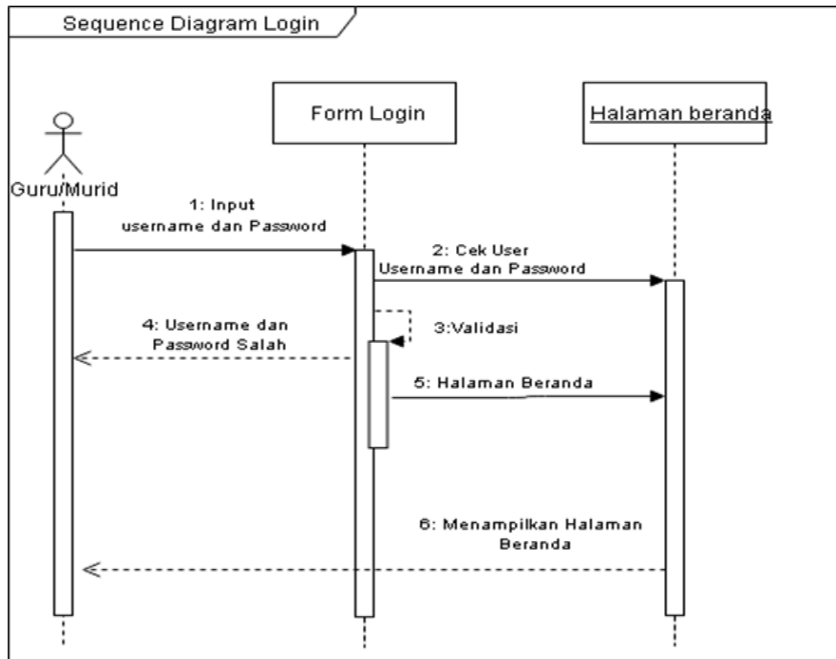 Sequence Diagram Login
Form Login
Halaman beranda
Guru/Murid
1: Input
username dan Password
2: Cek User
Username dan Password
3:Validasi
4: Username dan
Password Salah
5: Halaman Beranda
6: Menampilkan Halaman
Beranda